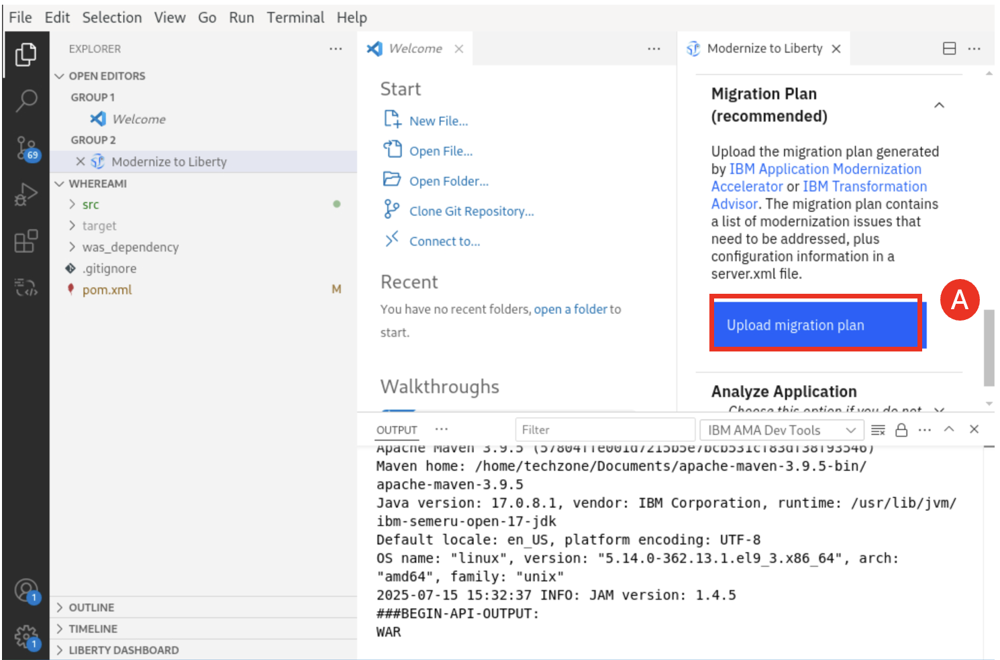 File Edit Selection View Go Run Terminal Help
EXPLORER
OPEN EDITORS
GROUP 1
Welcome
GROUP 2
Modernize to Liberty
WHEREAMI
src
target
was_dependency
.gitignore
pom.xml M
69
1
1
OUTLINE
TIMELINE
LIBERTY DASHBOARD
Welcome
Start
New File...
Open File...
Open Folder...
Clone Git Repository...
Connect to...
Recent
You have no recent folders, open a folder to
start.
Walkthroughs
Modernize to Liberty
Migration Plan
(recommended)
Upload the migration plan generated
by IBM Application Modernization
Accelerator or IBM Transformation
Advisor. The migration plan contains
a list of modernization issues that
need to be addressed, plus
configuration information in a
server.xml file.
A
Upload migration plan
Analyze Application
Choose this option if you do not
OUTPUT
Filter
IBM AMA Dev Tools
Apache Maven 3.9.5 (57804ffe001d7215b5e7bcb531cf83df38f93546)
Maven home: /home/techzone/Documents/apache-maven-3.9.5-bin/
apache-maven-3.9.5
Java version: 17.0.8.1, vendor: IBM Corporation, runtime: /usr/lib/jvm/
ibm-semeru-open-17-jdk
Default locale: en_US, platform encoding: UTF-8
OS name: "linux", version: "5.14.0-362.13.1.el9_3.x86_64", arch:
"amd64", family: "unix"
2025-07-15 15:32:37 INFO: JAM version: 1.4.5
###BEGIN-API-OUTPUT:
WAR